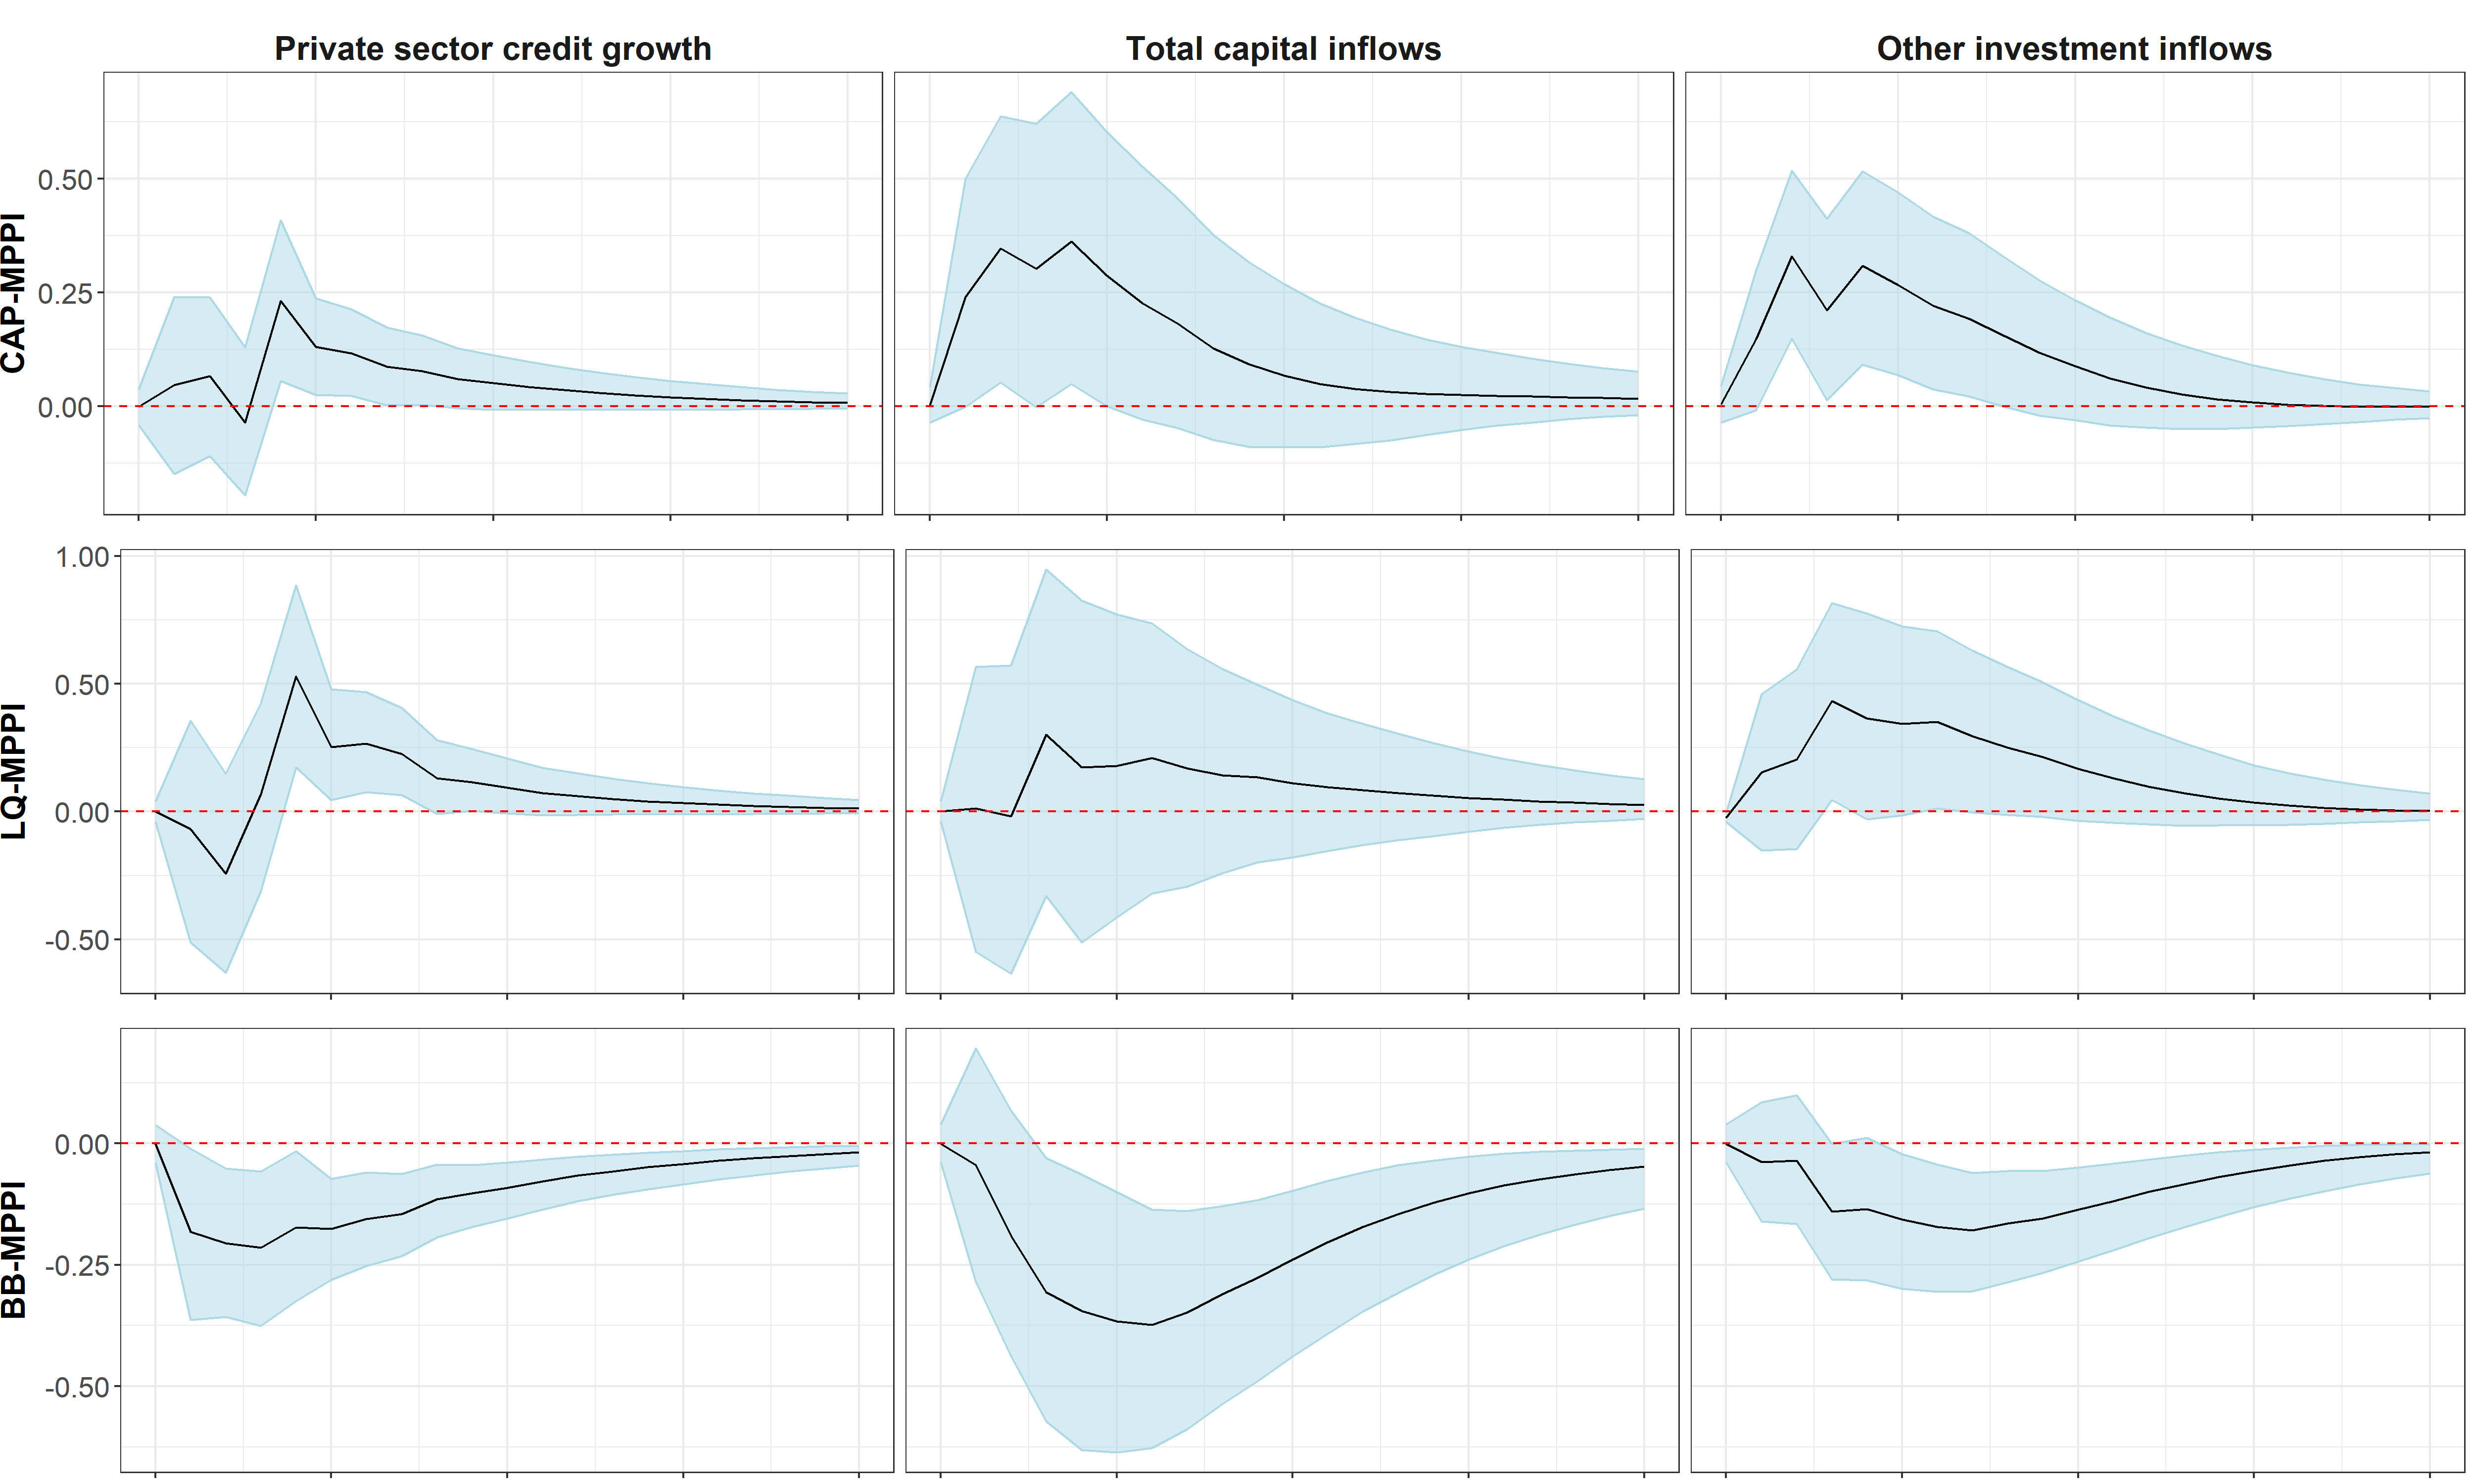 Private sector credit growth
Total capital inflows
Other investment inflows
CAP-MPPI
0.50
0.25
0.00
LQ-MPPI
1.00
0.50
0.00
-0.50
BB-MPPI
0.00
-0.25
-0.50